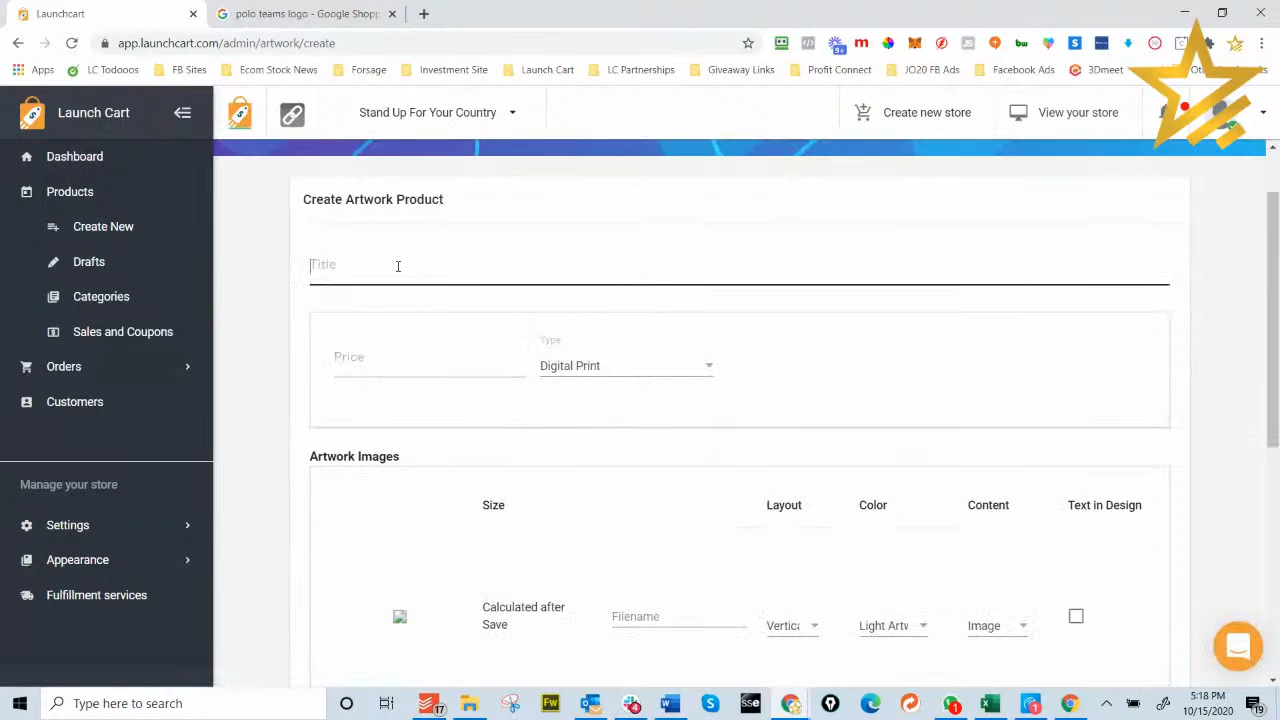 Launchcart
polo teams logo - Google Shopp
app.launchcart.com/admin/artwork/create
Apps
LC Todooos
FB Sites
Ecom Stock News
Forsage
Investment Site
Launch Cart
LC Partnerships
Giveaway Links
Profit Connect
JO20 FB Ads
Facebook Ads
3Dmeet
Launch Cart
Stand Up For Your Country
Create new store
View your store
Dashboard
Products
Create New
Drafts
Categories
Sales and Coupons
Orders
Customers
Manage your store
Settings
Appearance
Fulfillment services
Create Artwork Product
Title
Price
Type
Digital Print
Artwork Images
Size
Layout
Color
Content
Text in Design
Calculated after
Save
Filename
Vertica
Light Artw
Image
Type here to search
17
5:18 PM
10/15/2020
19